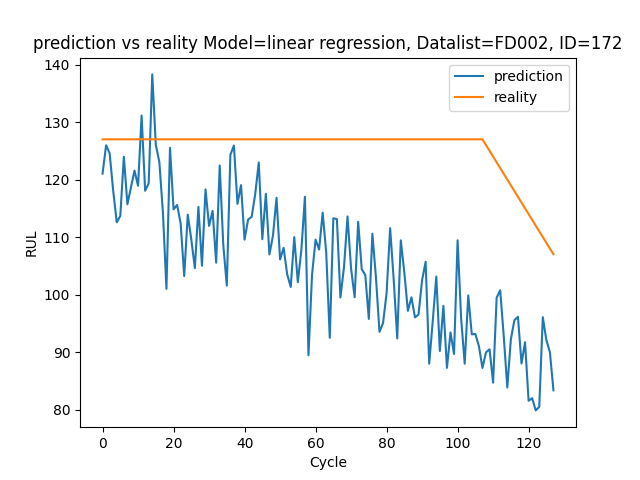 prediction vs reality Model=linear regression, Datalist=FD002, ID=172
prediction
reality
140
130
120
110
100
90
80
RUL
0 20 40 60 80 100 120
Cycle